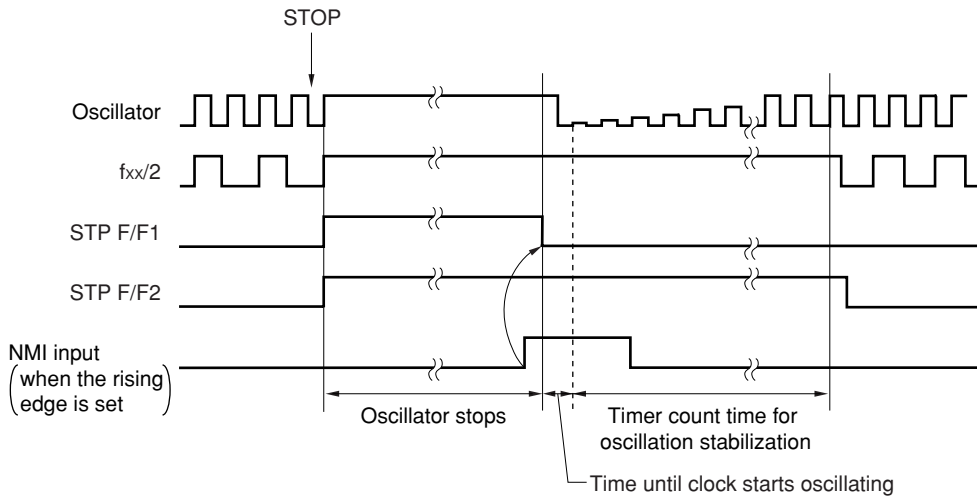 STOP
Oscillator
fxx/2
STP F/F1
STP F/F2
NMI input
(when the rising
edge is set)
Oscillator stops
Timer count time for
oscillation stabilization
Time until clock starts oscillating